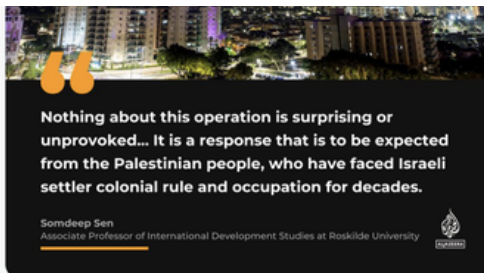 Nothing about this operation is surprising or
unprovoked... It is a response that is to be expected
from the Palestinian people, who have faced Israeli
settler colonial rule and occupation for decades.
Somdeep Sen
Associate Professor of International Development Studies at Roskilde University
ALJAZEERA